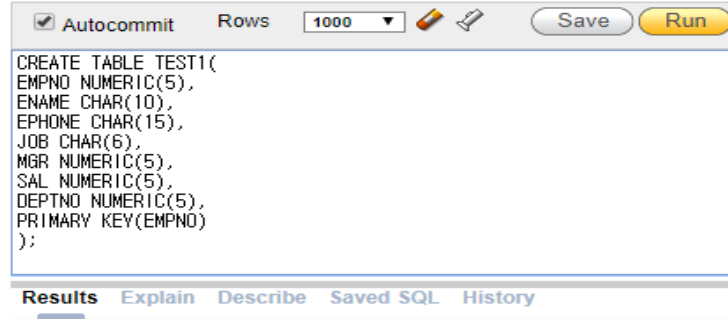 Autocommit Rows 1000 Save Run
CREATE TABLE TEST1(
EMPNO NUMERIC(5),
ENAME CHAR(10),
EPHONE CHAR(15),
JOB CHAR(6),
MGR NUMERIC(5),
SAL NUMERIC(5),
DEPTNO NUMERIC(5),
PRIMARY KEY(EMPNO)
);
Results Explain Describe Saved SQL History